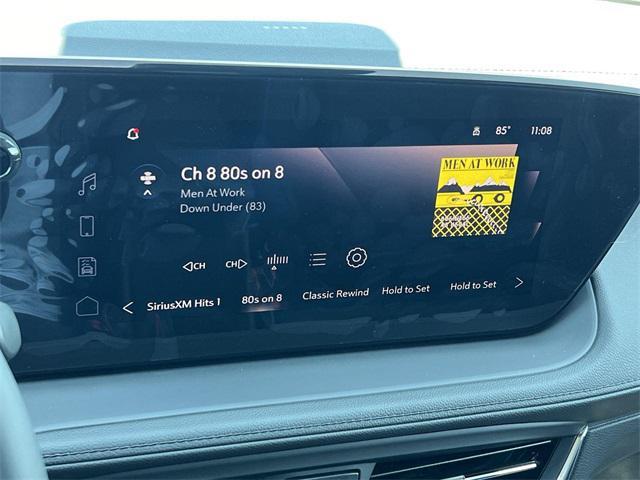 85° 11:08
Ch 8 80s on 8
Men At Work
Down Under (83)
MEN AT WORK
CH CH
SiriusXM Hits 1 80s on 8 Classic Rewind Hold to Set Hold to Set